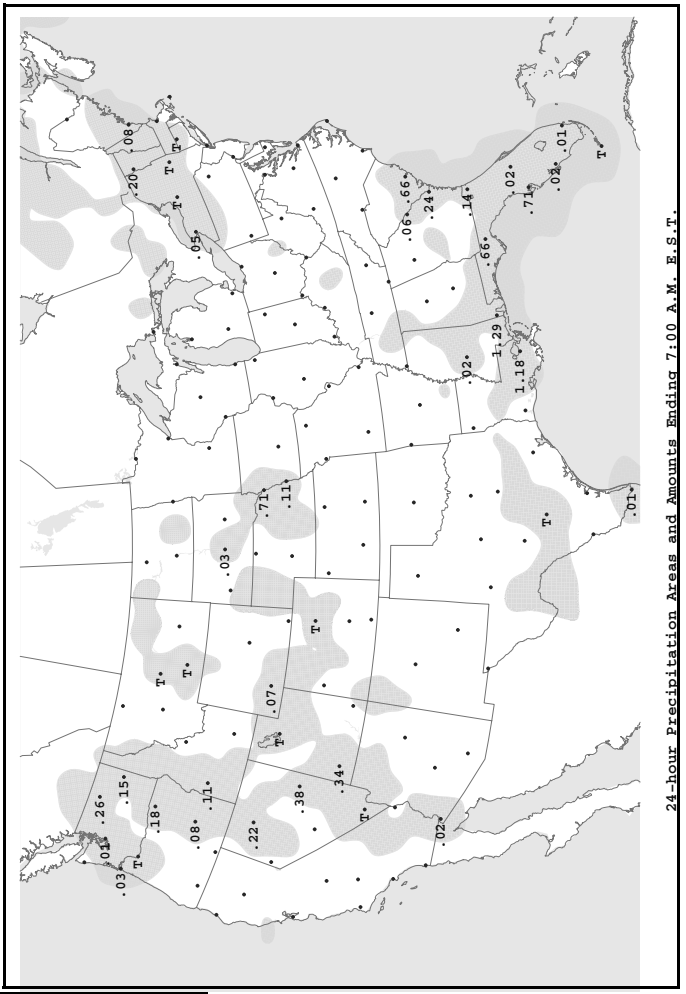 .26
.01
.03
.15
.08
.20
T
.18
T
T
T
T
T
.08
.05
.11
.03
.22
.71
.07
T
.11
.38
T
.34
T
.66
.06
.24
.02
.02
.14
.66
1.29
.02
1.18
.71
T
.02
.01
T
.01
24-hour Precipitation Areas and Amounts Ending 7:00 A.M. E.S.T.